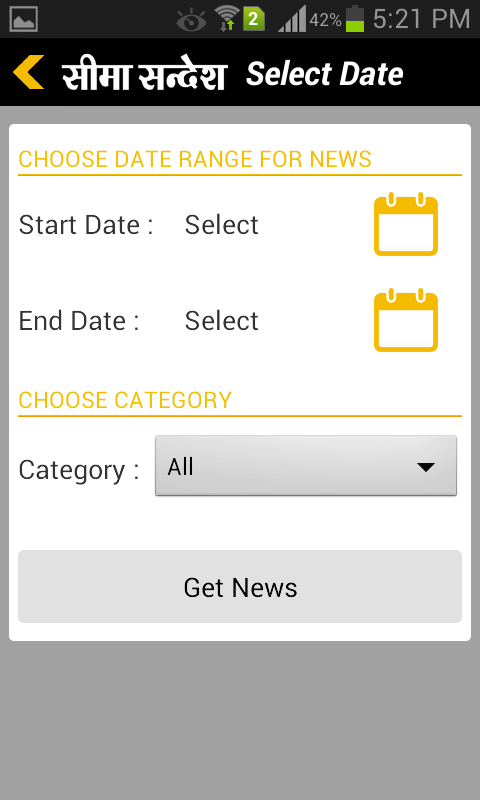 2 42% 5:21 PM
सीमा सन्देश Select Date
CHOOSE DATE RANGE FOR NEWS
Start Date : Select
End Date : Select
CHOOSE CATEGORY
Category : All
Get News